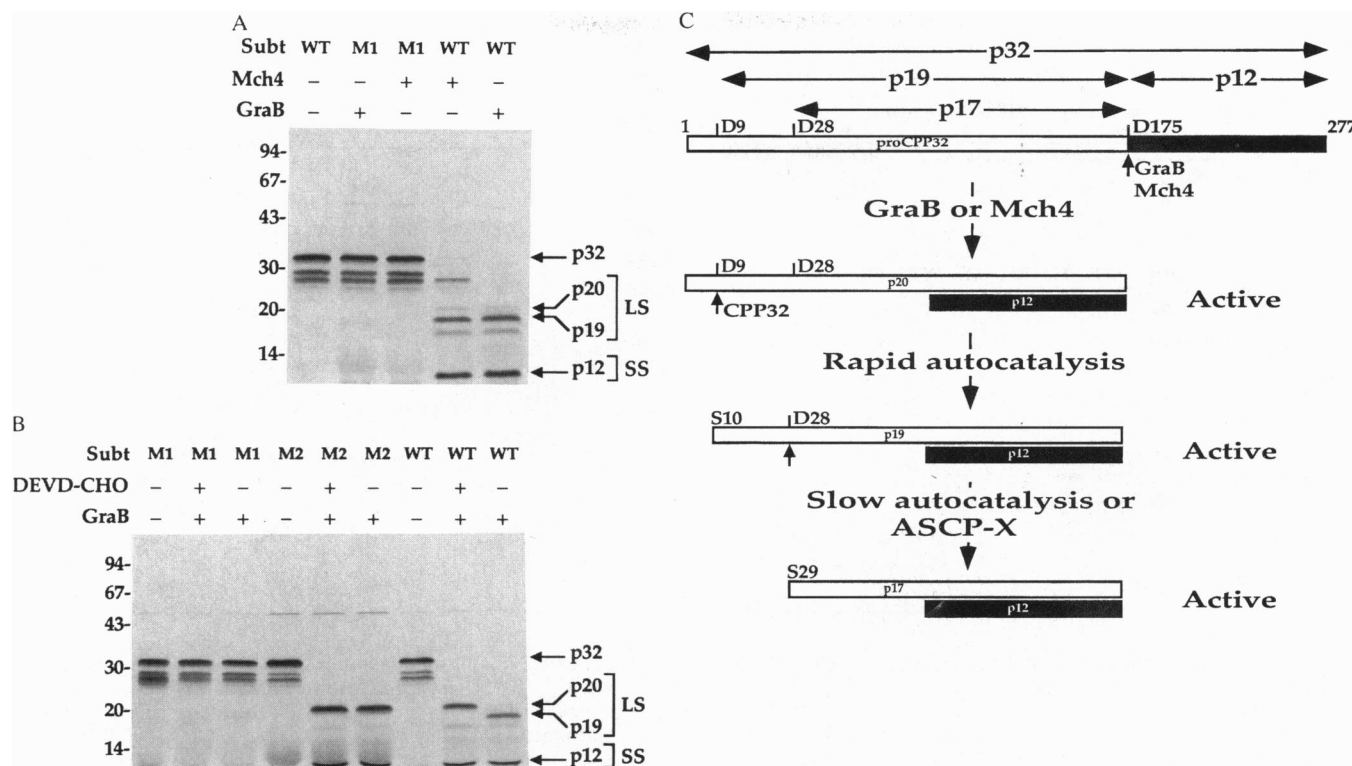 A
Subt WT M1 M1 WT WT
Mch4 – – + + –
GraB – + – – +
94-
67-
43-
30-
20-
14-
p32
p20
p19
LS
p12
SS
B
Subt M1 M1 M1 M2 M2 M2 WT WT WT
DEVD-CHO – + – – + – – + –
GraB – + + – + + – + +
94-
67-
43-
30-
20-
14-
p32
p20
p19
LS
p12
SS
C
p32
p19 p12
p17
1 D9 D28 D175 277
proCPP32
GraB
Mch4
GraB or Mch4
D9 D28
p20
p12
CPP32
Active
Rapid autocatalysis
S10 D28
p19
p12
Active
Slow autocatalysis or
ASCP-X
S29
p17
p12
Active